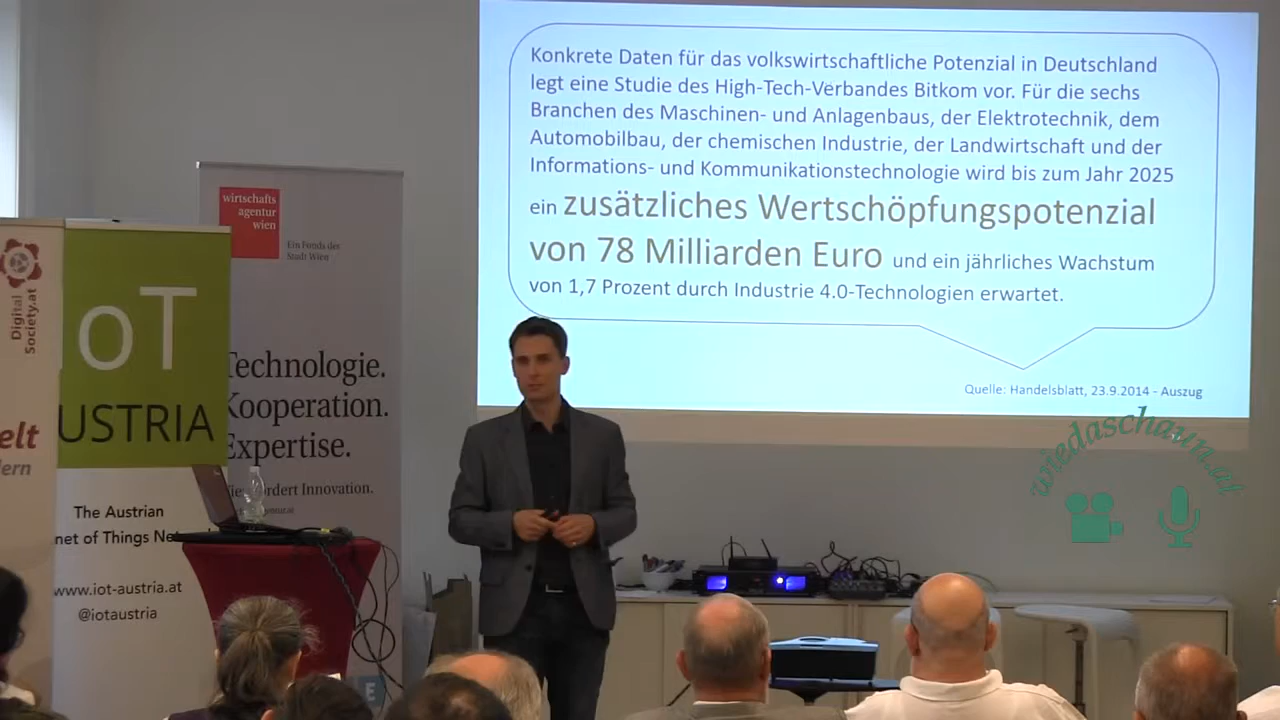 Konkrete Daten für das volkswirtschaftliche Potenzial in Deutschland
legt eine Studie des High-Tech-Verbandes Bitkom vor. Für die sechs
Branchen des Maschinen- und Anlagenbaus, der Elektrotechnik, dem
Automobilbau, der chemischen Industrie, der Landwirtschaft und der
Informations- und Kommunikationstechnologie wird bis zum Jahr 2025
ein zusätzliches Wertschöpfungspotenzial
von 78 Milliarden Euro und ein jährliches Wachstum
von 1,7 Prozent durch Industrie 4.0-Technologien erwartet.
Quelle: Handelsblatt, 23.9.2014 - Auszug
wiedaschaun.at
wirtschafts
agentur
wien
Ein Fonds der
Stadt Wien
Technologie.
Kooperation.
Expertise.
fördert Innovation.
Digital
Society.at
elt
ern
IoT
AUSTRIA
The Austrian
net of Things
www.iot-austria.at
@iotaustria
E